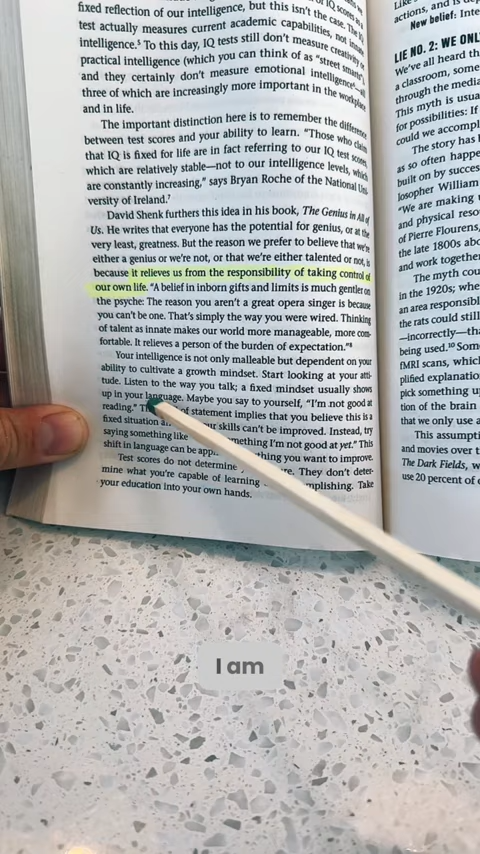 fixed reflection of our intelligence, but this isn't the case. The IQ
test actually measures current academic capabilities, not innate
intelligence.⁵ To this day, IQ tests still don't measure creativity or
practical intelligence (which you can think of as "street smarts"),
and they certainly don't measure emotional intelligence⁶—all
three of which are increasingly more important in the workplace
and in life.
The important distinction here is to remember the difference
between test scores and your ability to learn. "Those who claim
that IQ is fixed for life are in fact referring to our IQ test scores,
which are relatively stable—not to our intelligence levels, which
are constantly increasing," says Bryan Roche of the National Uni-
versity of Ireland.⁷
David Shenk furthers this idea in his book, The Genius in All of
Us. He writes that everyone has the potential for genius, or at the
very least, greatness. But the reason we prefer to believe that we're
either a genius or we're not, or that we're either talented or not, is
because it relieves us from the responsibility of taking control of
our own life. "A belief in inborn gifts and limits is much gentler on
the psyche: The reason you aren't a great opera singer is because
you can't be one. That's simply the way you were wired. Thinking
of talent as innate makes our world more manageable, more com-
fortable. It relieves a person of the burden of expectation."⁸
Your intelligence is not only malleable but dependent on your
ability to cultivate a growth mindset. Start looking at your atti-
tude. Listen to the way you talk; a fixed mindset usually shows
up in your language. Maybe you say to yourself, "I'm not good at
reading." of statement implies that you believe this is a
fixed situation skills can't be improved. Instead, try
saying something like I'm not good at yet." This
shift in language can be thing you want to improve.
Test scores do not determine They don't deter-
mine what you're capable of learning Take
your education into your own hands.
actions, and is
New belief: Inte
LIE NO. 2: WE ONL
We've all heard th
a classroom, some
through the media
This myth is usua
for possibilities: If
could we accompl
The story has l
as so often happe
built on by succes
losopher William
"We are making
and physical reso
of Pierre Flourens,
the late 1800s abo
and work together
The myth cou
in the 1920s; whe
an area responsibl
the rats could still
—incorrectly—tha
being used.¹⁰ Som
fMRI scans, which
plified explanatio
pick something up
tion of the brain
that we only use a
This assumpti
and movies over t
The Dark Fields, w
use 20 percent of o
I am